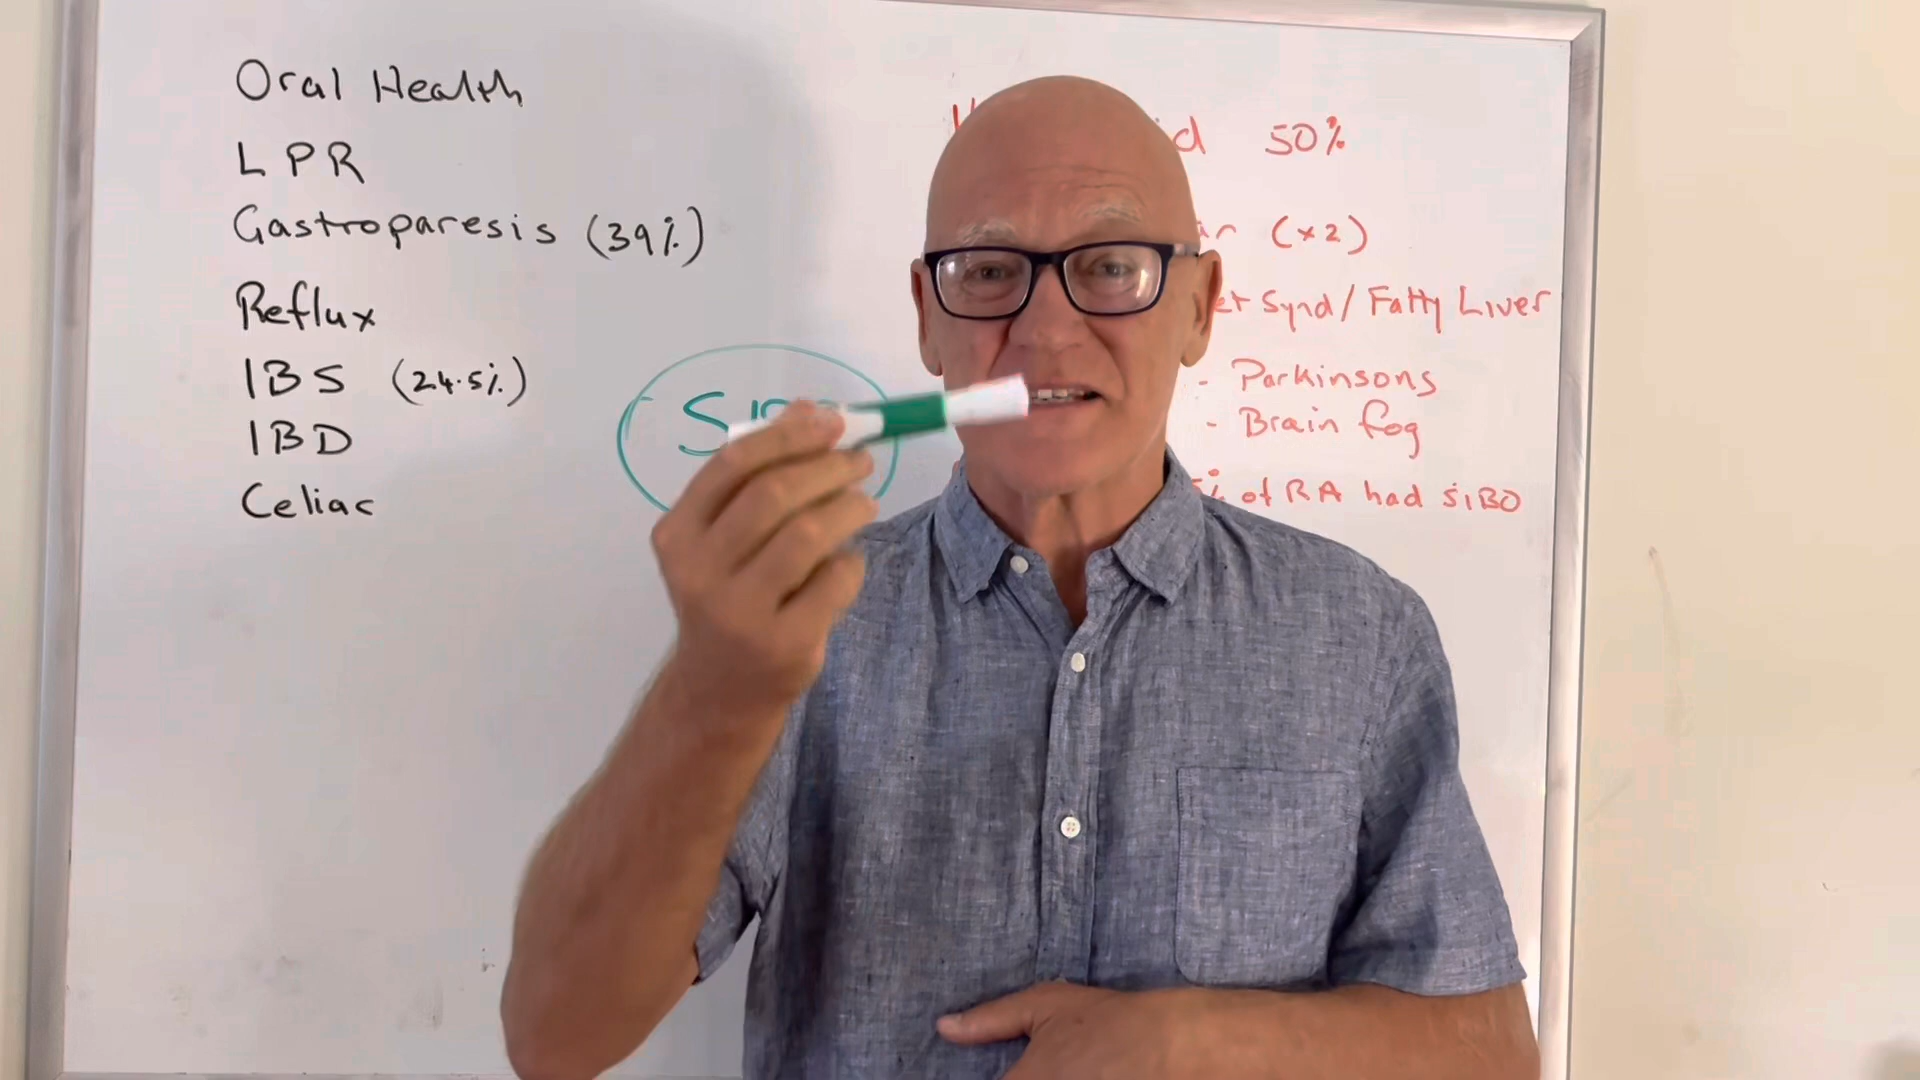 Oral Health
LPR
Gastroparesis (39%)
Reflux
IBS (24.5%)
IBD
Celiac
50%
(x2)
Synd / Fatty Liver
- Parkinsons
- Brain fog
% of RA had SIBO